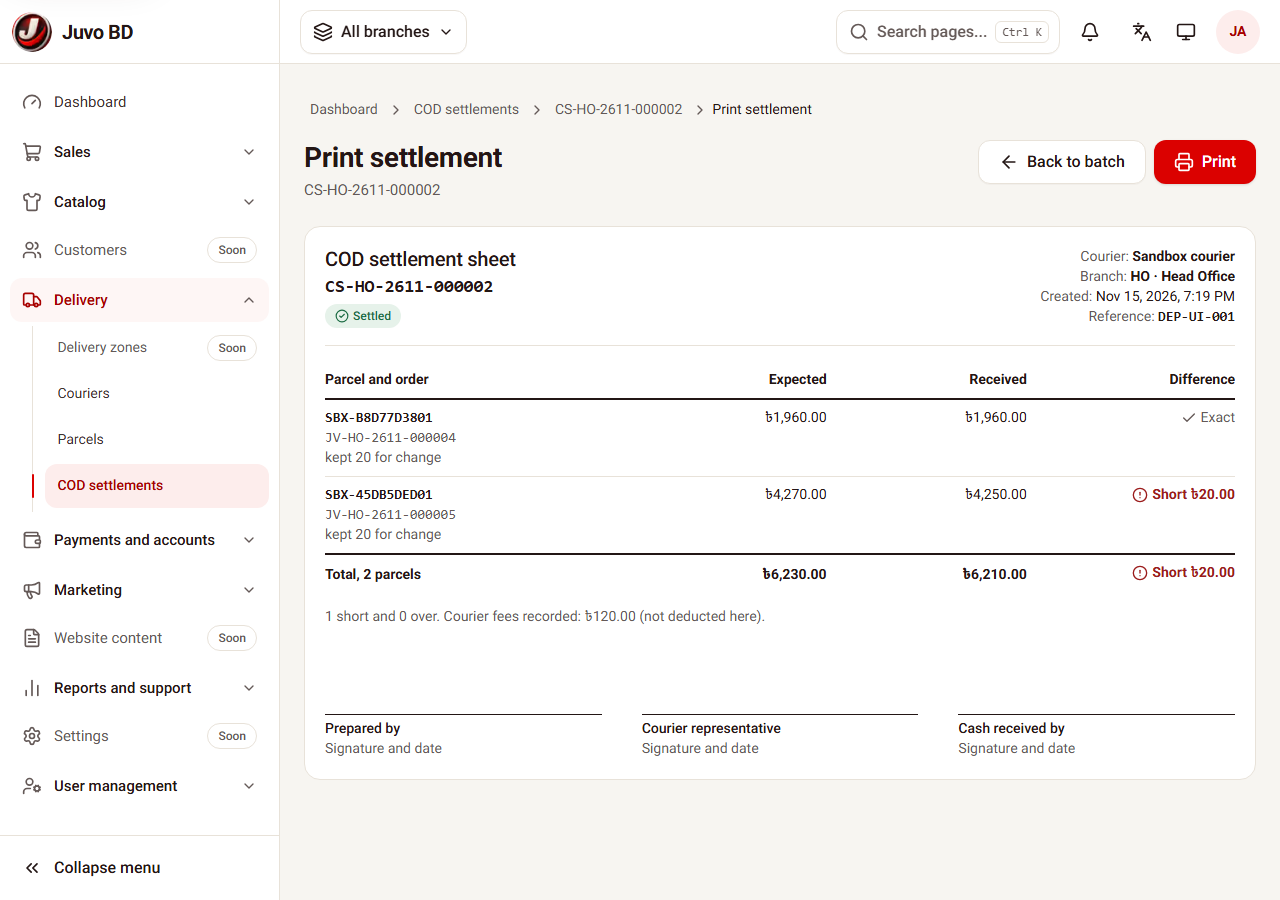 Juvo BD
All branches
Search pages... Ctrl K
JA
Dashboard
Sales
Catalog
Customers Soon
Delivery
Delivery zones Soon
Couriers
Parcels
COD settlements
Payments and accounts
Marketing
Website content Soon
Reports and support
Settings Soon
User management
Collapse menu
Dashboard COD settlements CS-HO-2611-000002 Print settlement
Print settlement
CS-HO-2611-000002
Back to batch
Print
COD settlement sheet
CS-HO-2611-000002
Settled
Courier: Sandbox courier
Branch: HO · Head Office
Created: Nov 15, 2026, 7:19 PM
Reference: DEP-UI-001
Parcel and order Expected Received Difference
SBX-B8D77D3801 ৳1,960.00 ৳1,960.00 Exact
JV-HO-2611-000004
kept 20 for change
SBX-45DB5DED01 ৳4,270.00 ৳4,250.00 Short ৳20.00
JV-HO-2611-000005
kept 20 for change
Total, 2 parcels ৳6,230.00 ৳6,210.00 Short ৳20.00
1 short and 0 over. Courier fees recorded: ৳120.00 (not deducted here).
Prepared by
Signature and date
Courier representative
Signature and date
Cash received by
Signature and date